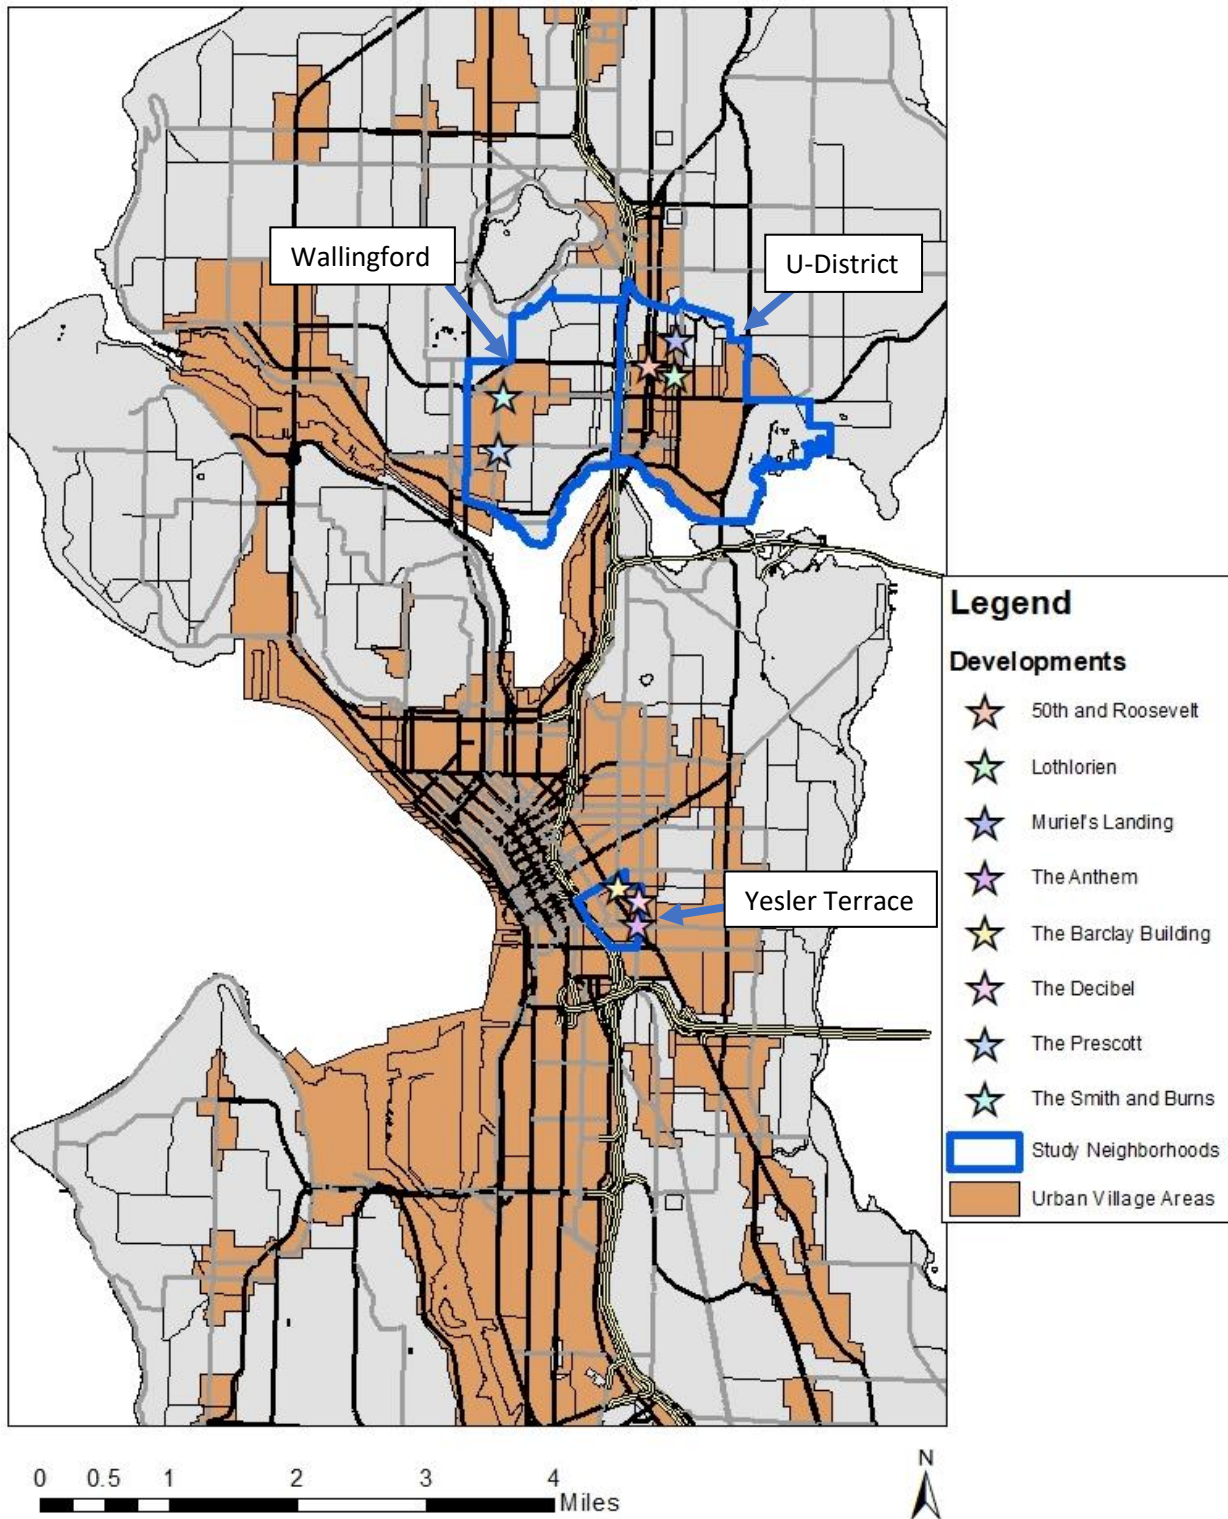 Wallingford
U-District
Yesler Terrace
Legend
Developments
50th and Roosevelt
Lothlorien
Muriel's Landing
The Anthem
The Barclay Building
The Decibel
The Prescott
The Smith and Burns
Study Neighborhoods
Urban Village Areas
N
0 0.5 1 2 3 4
Miles